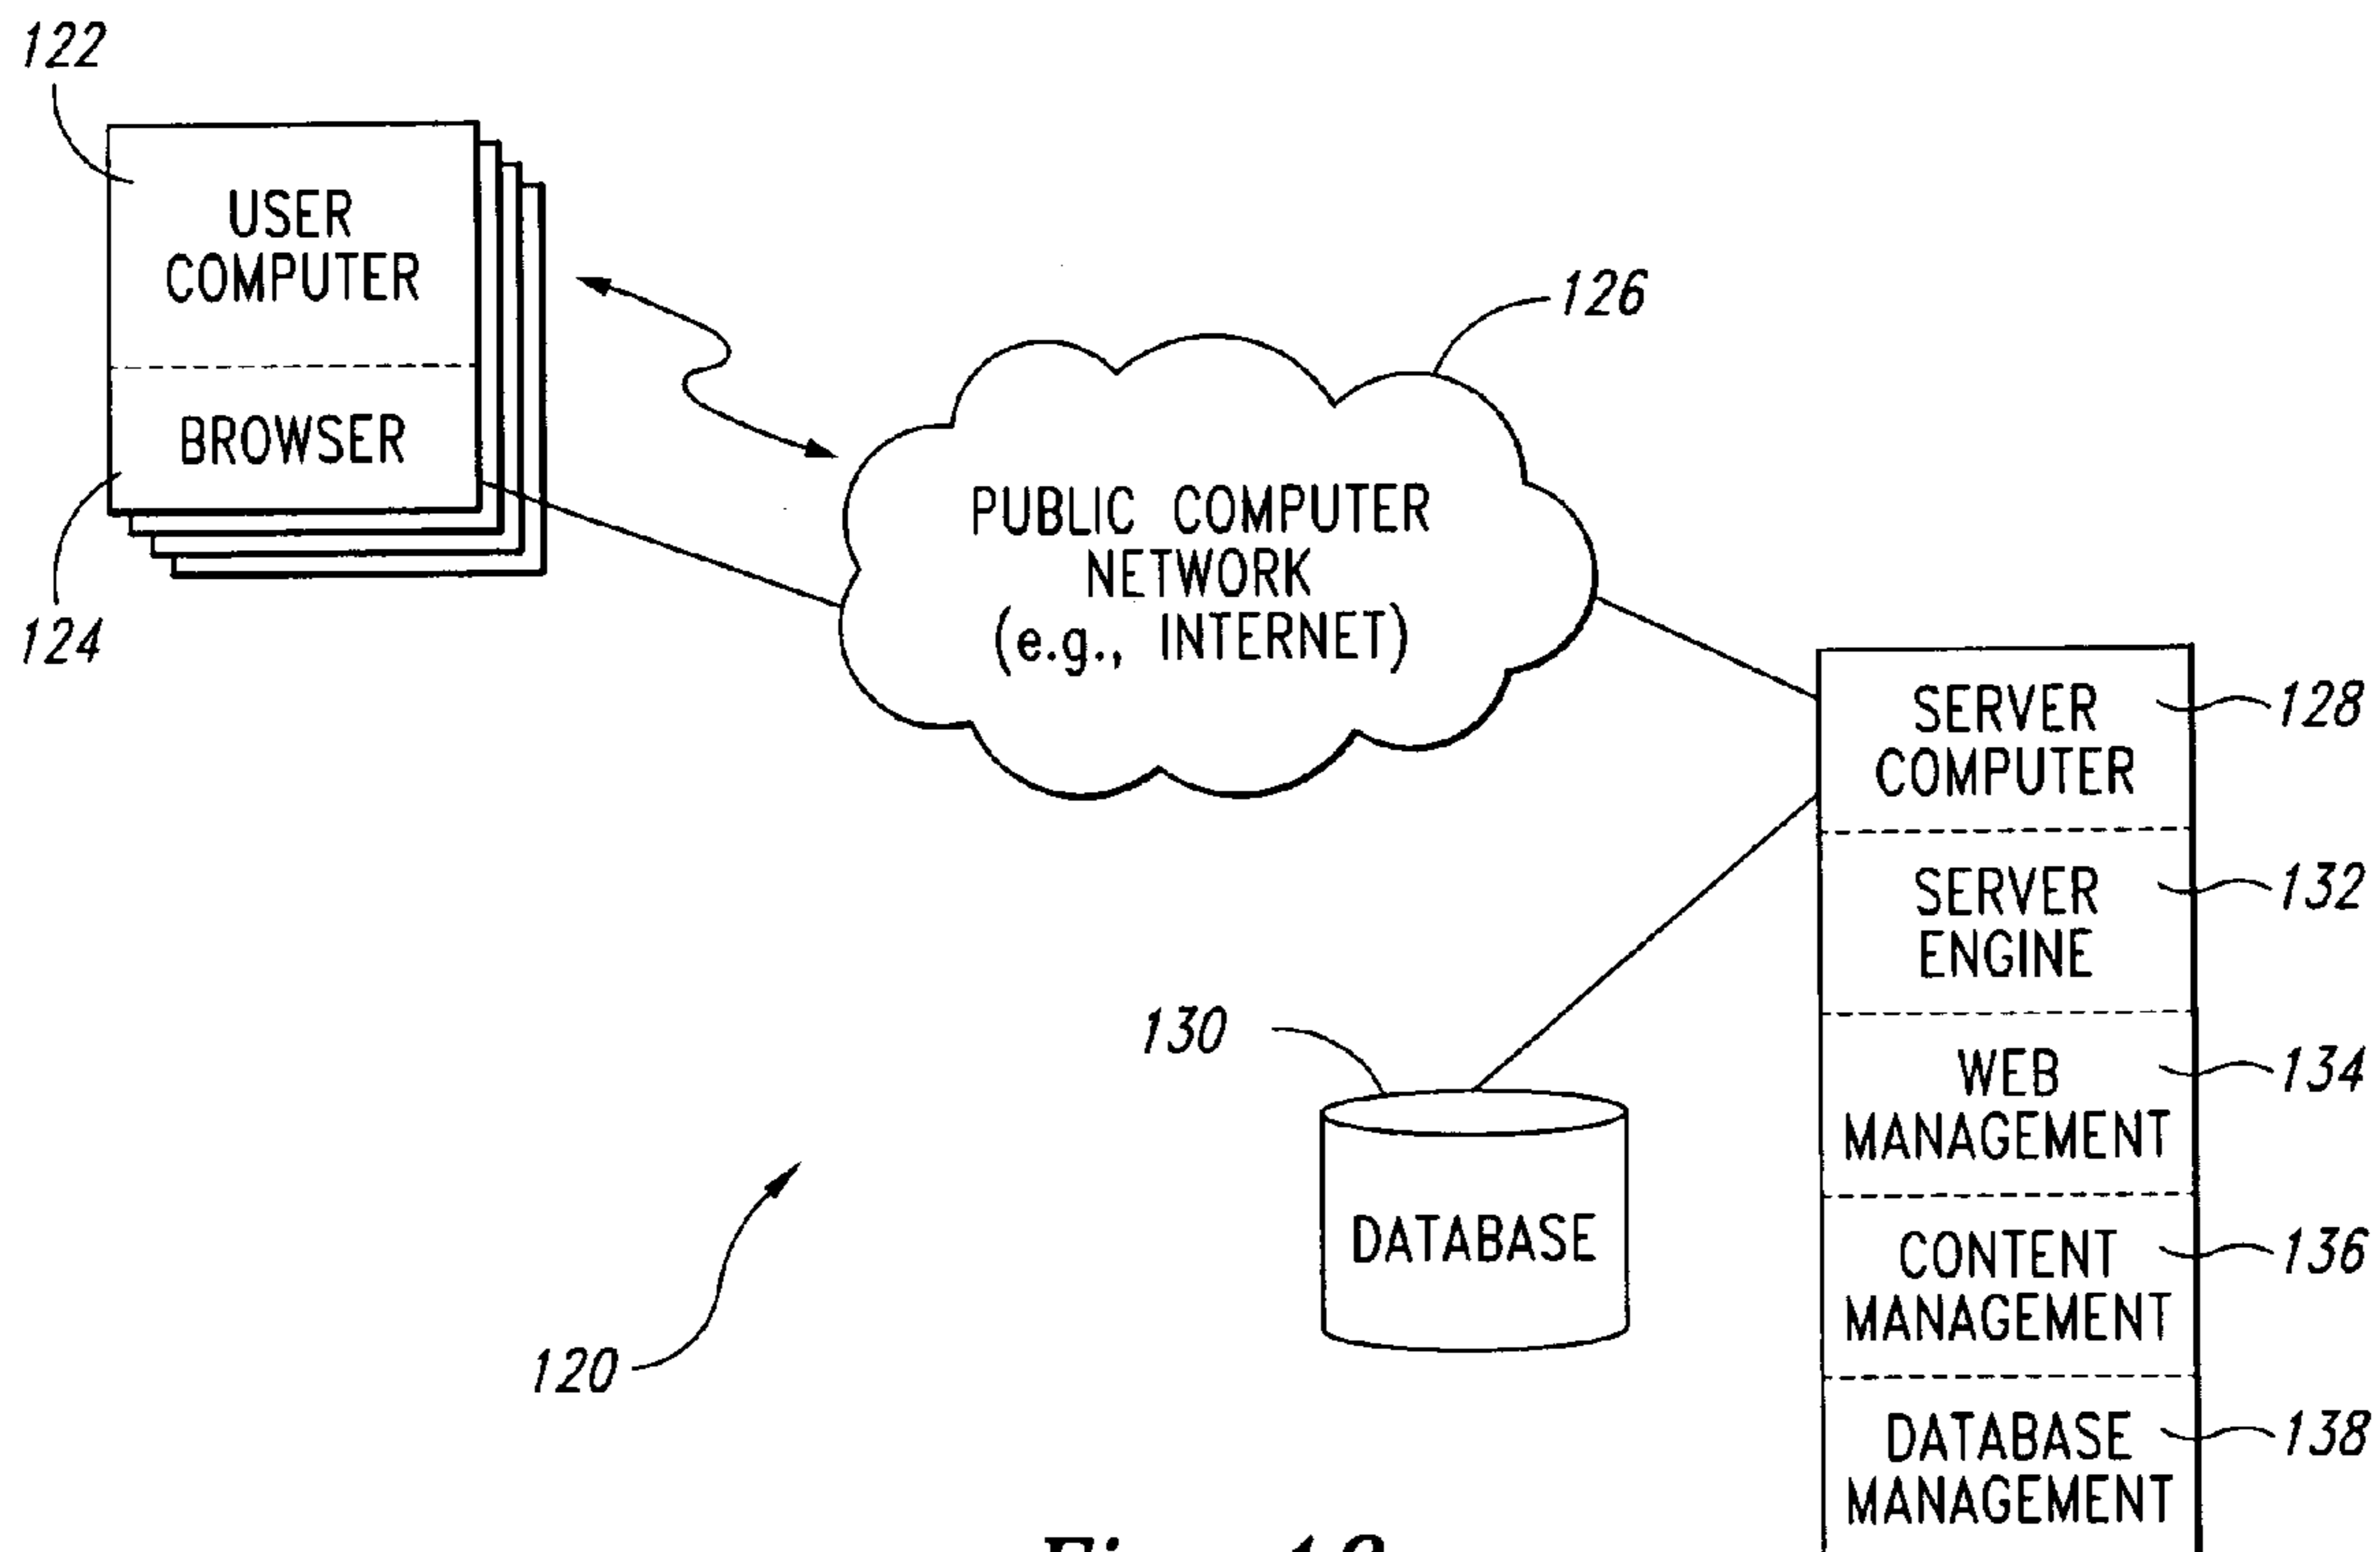 122
USER
COMPUTER
BROWSER
124
126
PUBLIC COMPUTER
NETWORK
(e.g., INTERNET)
SERVER
COMPUTER
128
SERVER
ENGINE
132
WEB
MANAGEMENT
134
CONTENT
MANAGEMENT
136
DATABASE
MANAGEMENT
138
130
DATABASE
120